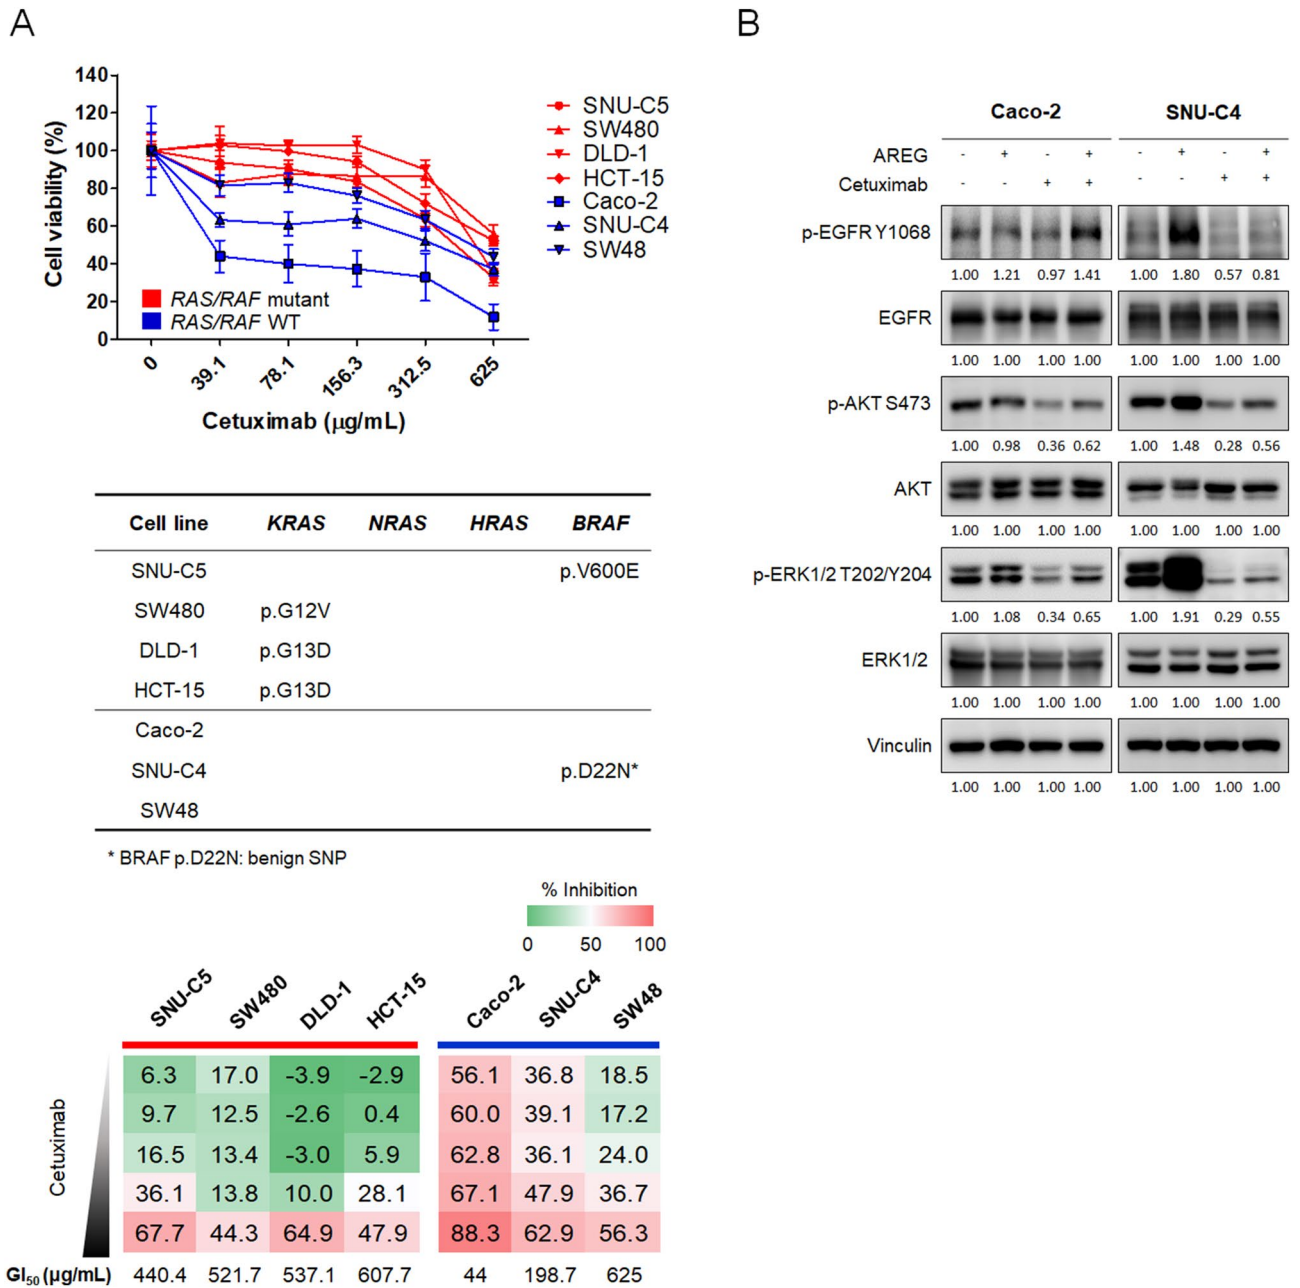 A
140
120
100
80
60
40
20
0
Cell viability (%)
SNU-C5
SW480
DLD-1
HCT-15
Caco-2
SNU-C4
SW48
RAS/RAF mutant
RAS/RAF WT
0 39.1 78.1 156.3 312.5 625
Cetuximab (µg/mL)
Cell line KRAS NRAS HRAS BRAF
SNU-C5 p.V600E
SW480 p.G12V
DLD-1 p.G13D
HCT-15 p.G13D
Caco-2
SNU-C4 p.D22N*
SW48
* BRAF p.D22N: benign SNP
% Inhibition
0 50 100
SNU-C5 SW480 DLD-1 HCT-15 Caco-2 SNU-C4 SW48
Cetuximab
6.3 17.0 -3.9 -2.9 56.1 36.8 18.5
9.7 12.5 -2.6 0.4 60.0 39.1 17.2
16.5 13.4 -3.0 5.9 62.8 36.1 24.0
36.1 13.8 10.0 28.1 67.1 47.9 36.7
67.7 44.3 64.9 47.9 88.3 62.9 56.3
GI50 (µg/mL) 440.4 521.7 537.1 607.7 44 198.7 625
B
Caco-2 SNU-C4
AREG - + - + - + - +
Cetuximab - - + + - - + +
p-EGFR Y1068
1.00 1.21 0.97 1.41 1.00 1.80 0.57 0.81
EGFR
1.00 1.00 1.00 1.00 1.00 1.00 1.00 1.00
p-AKT S473
1.00 0.98 0.36 0.62 1.00 1.48 0.28 0.56
AKT
1.00 1.00 1.00 1.00 1.00 1.00 1.00 1.00
p-ERK1/2 T202/Y204
1.00 1.08 0.34 0.65 1.00 1.91 0.29 0.55
ERK1/2
1.00 1.00 1.00 1.00 1.00 1.00 1.00 1.00
Vinculin
1.00 1.00 1.00 1.00 1.00 1.00 1.00 1.00